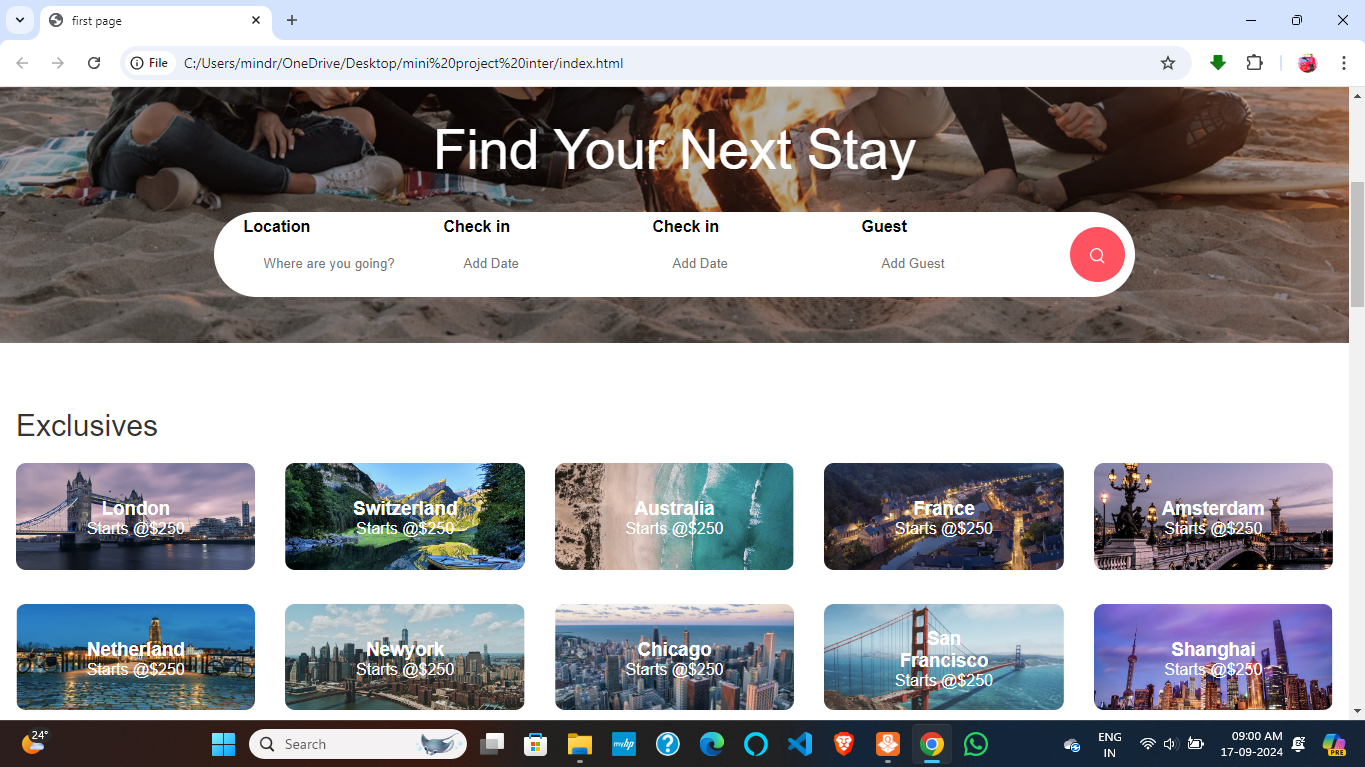 first page
File
C:/Users/mindr/OneDrive/Desktop/mini%20project%20inter/index.html
Find Your Next Stay
Location Check in Check in Guest
Where are you going? Add Date Add Date Add Guest
Exclusives
London Switzerland Australia France Amsterdam
Starts @$250 Starts @$250 Starts @$250 Starts @$250 Starts @$250
Netherland Newyork Chicago San Francisco Shanghai
Starts @$250 Starts @$250 Starts @$250 Starts @$250 Starts @$250
24°
Search
myhp
ENG
IN
09:00 AM
17-09-2024
PRE